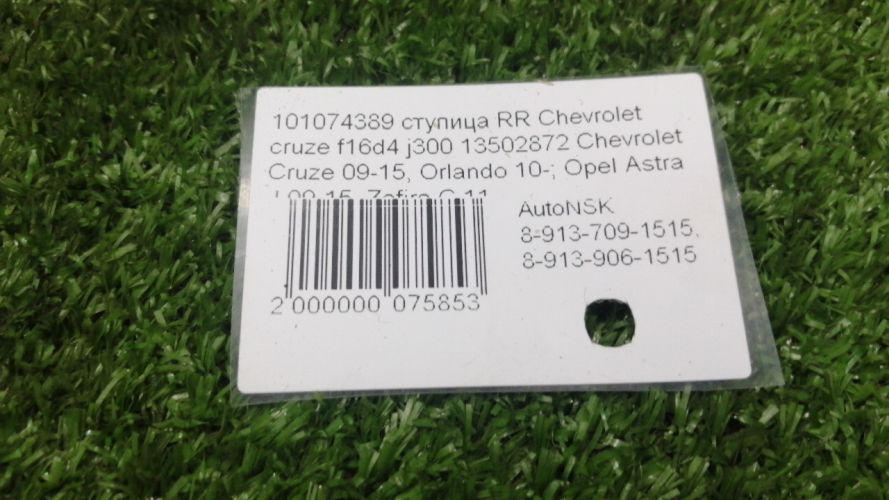 101074389 ступица RR Chevrolet
cruze f16d4 j300 13502872 Chevrolet
Cruze 09-15, Orlando 10-; Opel Astra
AutoNSK
8-913-709-1515,
8-913-906-1515
2 000000 075853